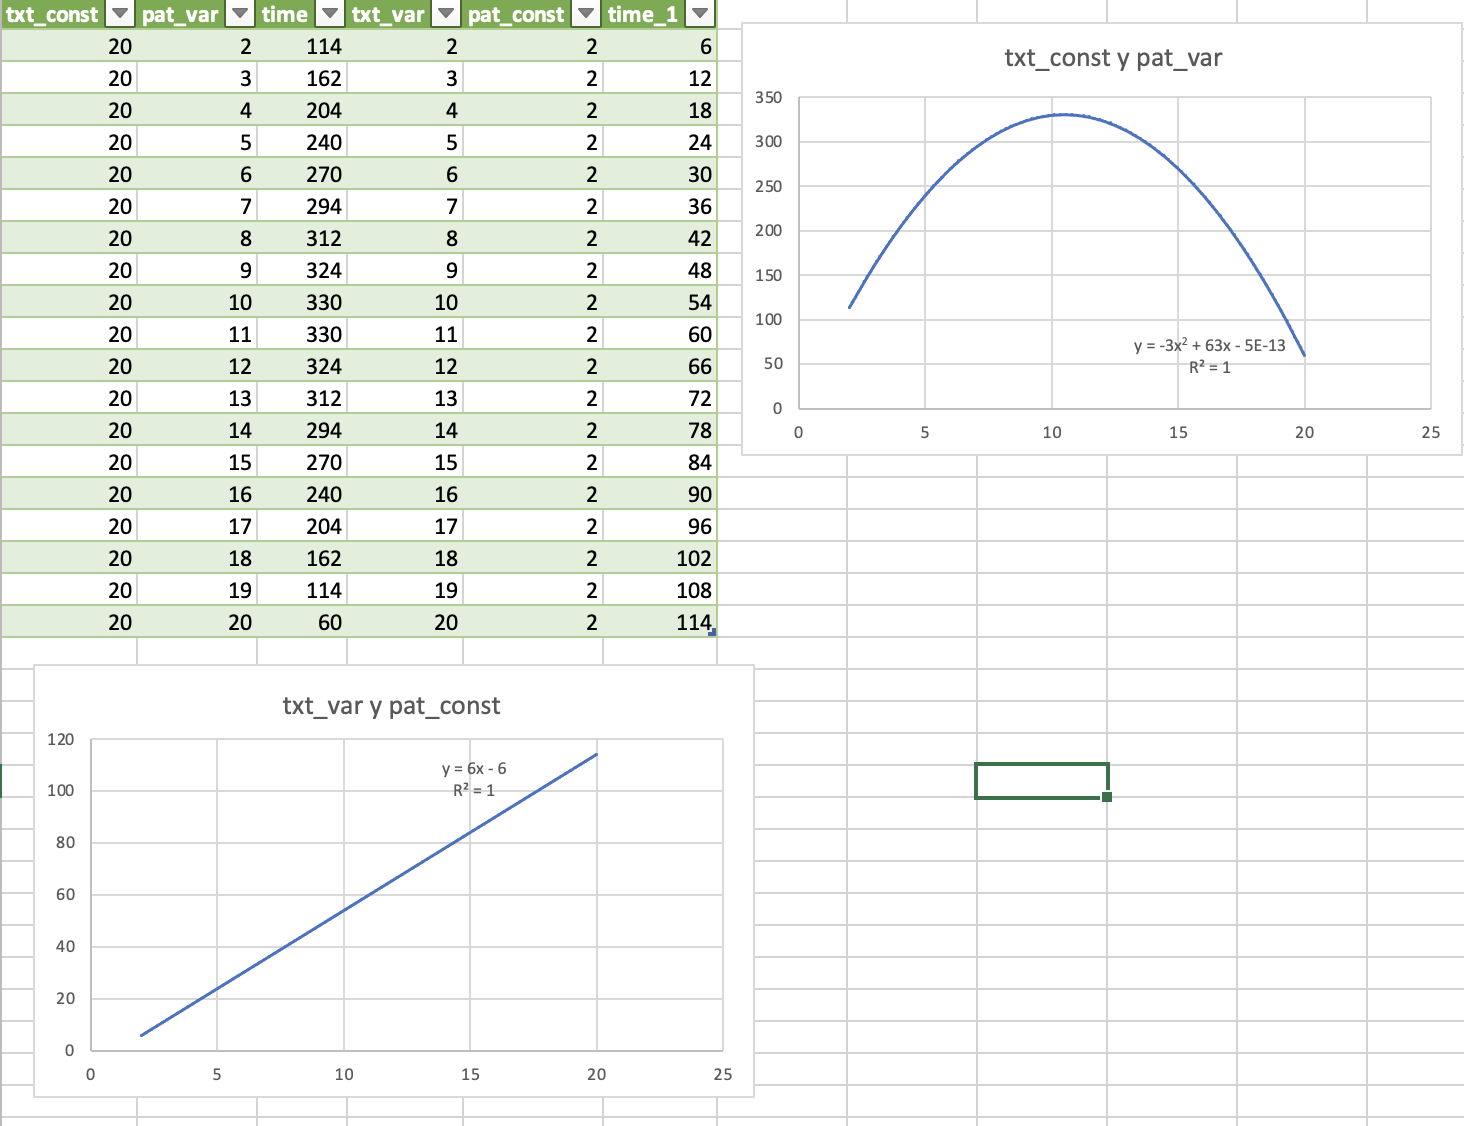 txt_const pat_var time txt_var pat_const time_1
20 2 114 2 2 6
20 3 162 3 2 12
20 4 204 4 2 18
20 5 240 5 2 24
20 6 270 6 2 30
20 7 294 7 2 36
20 8 312 8 2 42
20 9 324 9 2 48
20 10 330 10 2 54
20 11 330 11 2 60
20 12 324 12 2 66
20 13 312 13 2 72
20 14 294 14 2 78
20 15 270 15 2 84
20 16 240 16 2 90
20 17 204 17 2 96
20 18 162 18 2 102
20 19 114 19 2 108
20 20 60 20 2 114
txt_const y pat_var
350
300
250
200
150
100
50
0
y = -3x² + 63x - 5E-13
R² = 1
0 5 10 15 20 25
txt_var y pat_const
120
100
80
60
40
20
0
y = 6x - 6
R² = 1
0 5 10 15 20 25